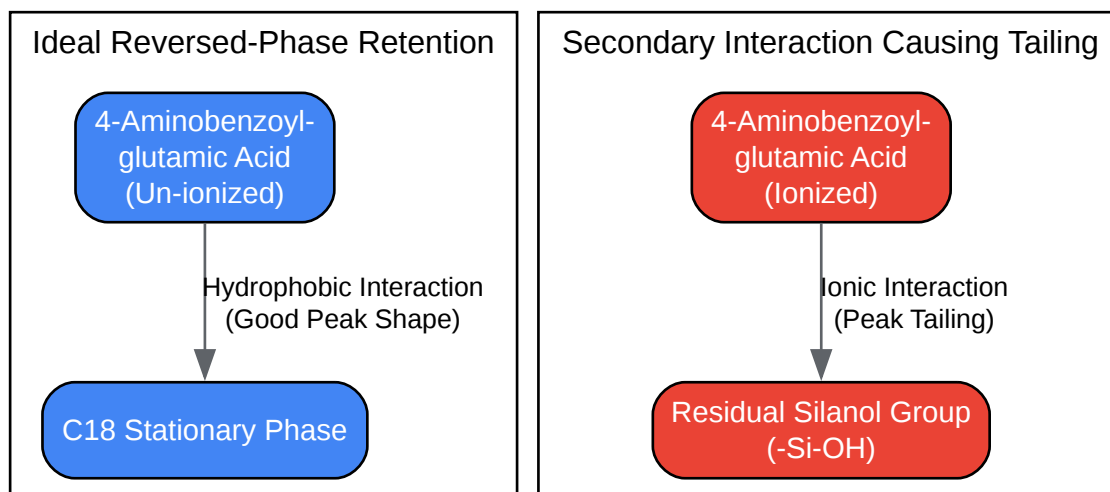 Ideal Reversed-Phase Retention
4-Aminobenzoyl-
glutamic Acid
(Un-ionized)
Hydrophobic Interaction
(Good Peak Shape)
C18 Stationary Phase
Secondary Interaction Causing Tailing
4-Aminobenzoyl-
glutamic Acid
(Ionized)
Ionic Interaction
(Peak Tailing)
Residual Silanol Group
(-Si-OH)